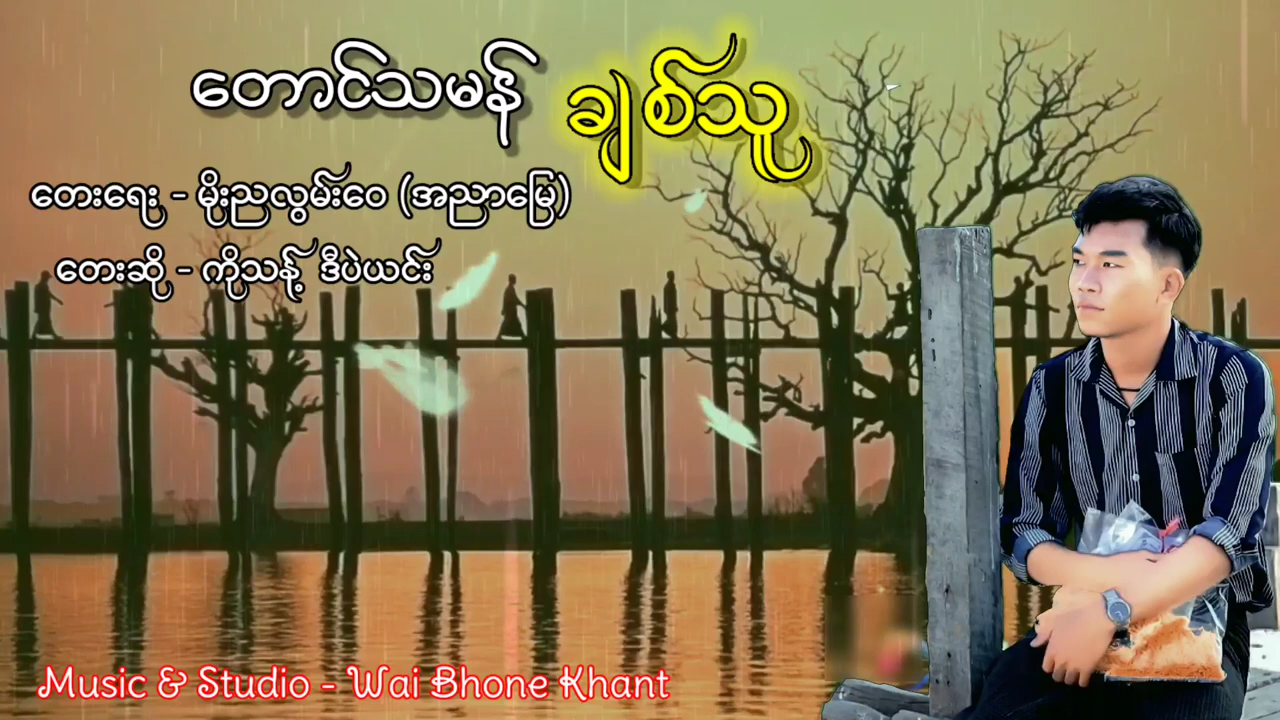 တောင်သမန် ချစ်သူ
တေးရေး - မိုးညလွမ်းဝေ (အညာမြေ)
တေးဆို - ကိုသန့် ဒီပဲယင်း
Music & Studio - Wai Bhone Khant